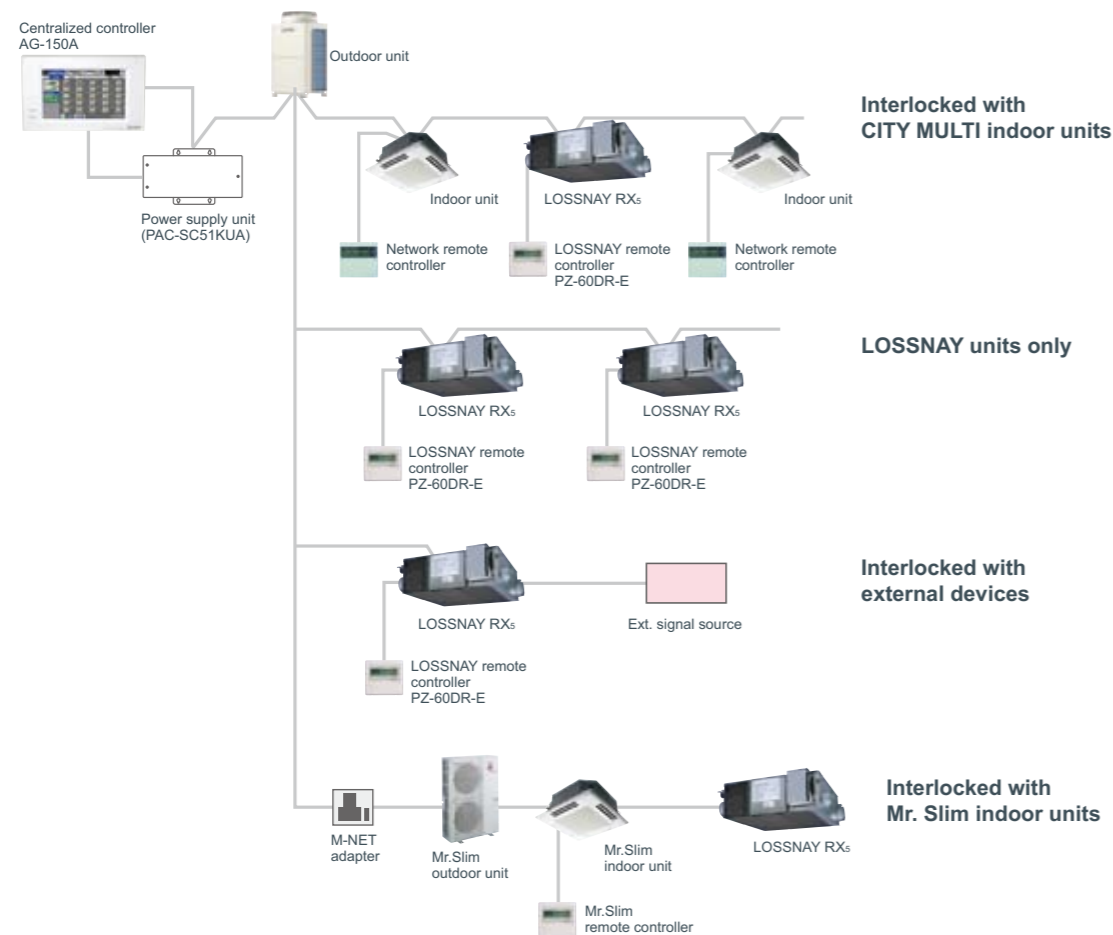 Centralized controller
AG-150A
Outdoor unit
Power supply unit
(PAC-SC51KUA)
Indoor unit
LOSSNAY RX5
Indoor unit
Interlocked with
CITY MULTI indoor units
Network remote
controller
LOSSNAY remote
controller
PZ-60DR-E
Network remote
controller
LOSSNAY units only
LOSSNAY RX5
LOSSNAY RX5
LOSSNAY remote
controller
PZ-60DR-E
LOSSNAY remote
controller
PZ-60DR-E
Interlocked with
external devices
LOSSNAY RX5
Ext. signal source
LOSSNAY remote
controller
PZ-60DR-E
Interlocked with
Mr. Slim indoor units
M-NET
adapter
Mr.Slim
outdoor unit
Mr.Slim
indoor unit
LOSSNAY RX5
Mr.Slim
remote controller